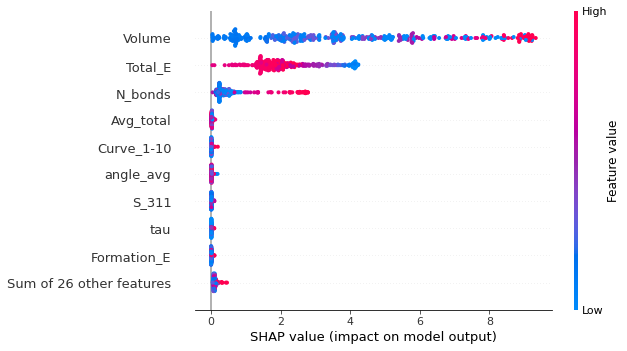 High
Volume
Total_E
N_bonds
Avg_total
Curve_1-10
angle_avg
S_311
tau
Formation_E
Sum of 26 other features
Low
Feature value
0 2 4 6 8
SHAP value (impact on model output)